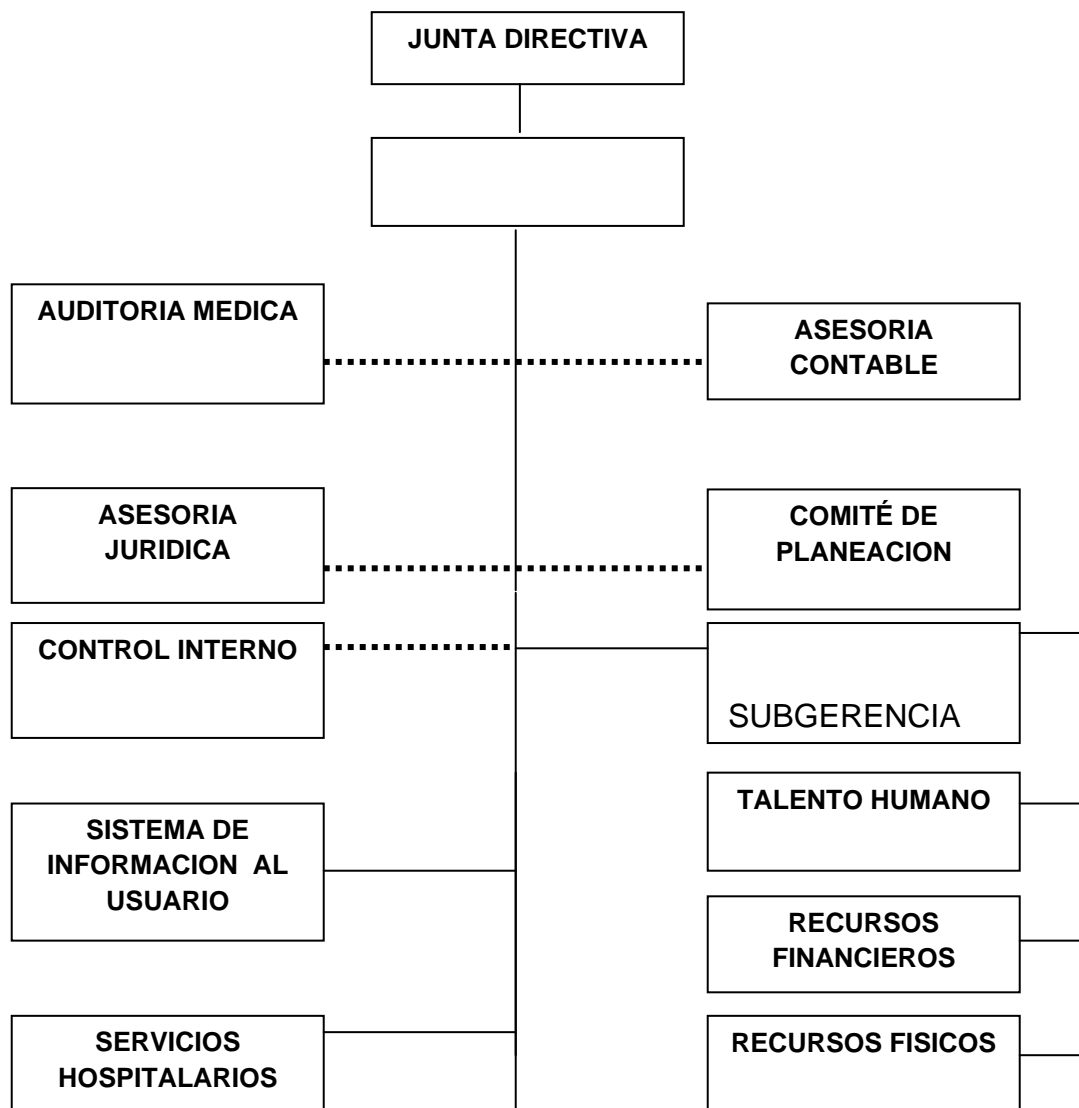 JUNTA DIRECTIVA
AUDITORIA MEDICA
ASESORIA
CONTABLE
ASESORIA
JURIDICA
COMITÉ DE
PLANEACION
CONTROL INTERNO
SUBGERENCIA
TALENTO HUMANO
SISTEMA DE
INFORMACION AL
USUARIO
RECURSOS
FINANCIEROS
SERVICIOS
HOSPITALARIOS
RECURSOS FISICOS